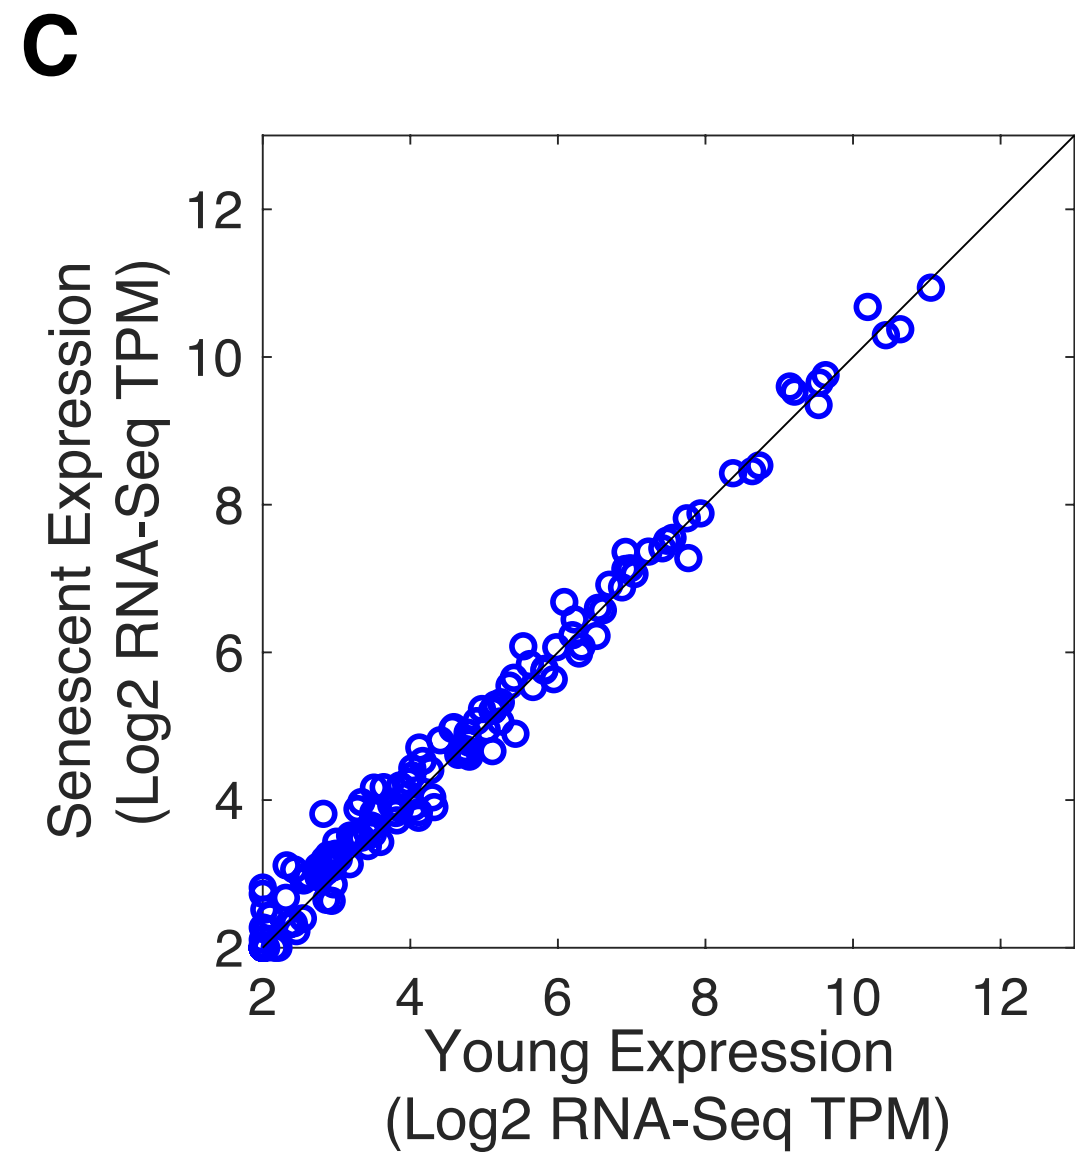 C
Senescent Expression
(Log2 RNA-Seq TPM)
12
10
8
6
4
2
2 4 6 8 10 12
Young Expression
(Log2 RNA-Seq TPM)